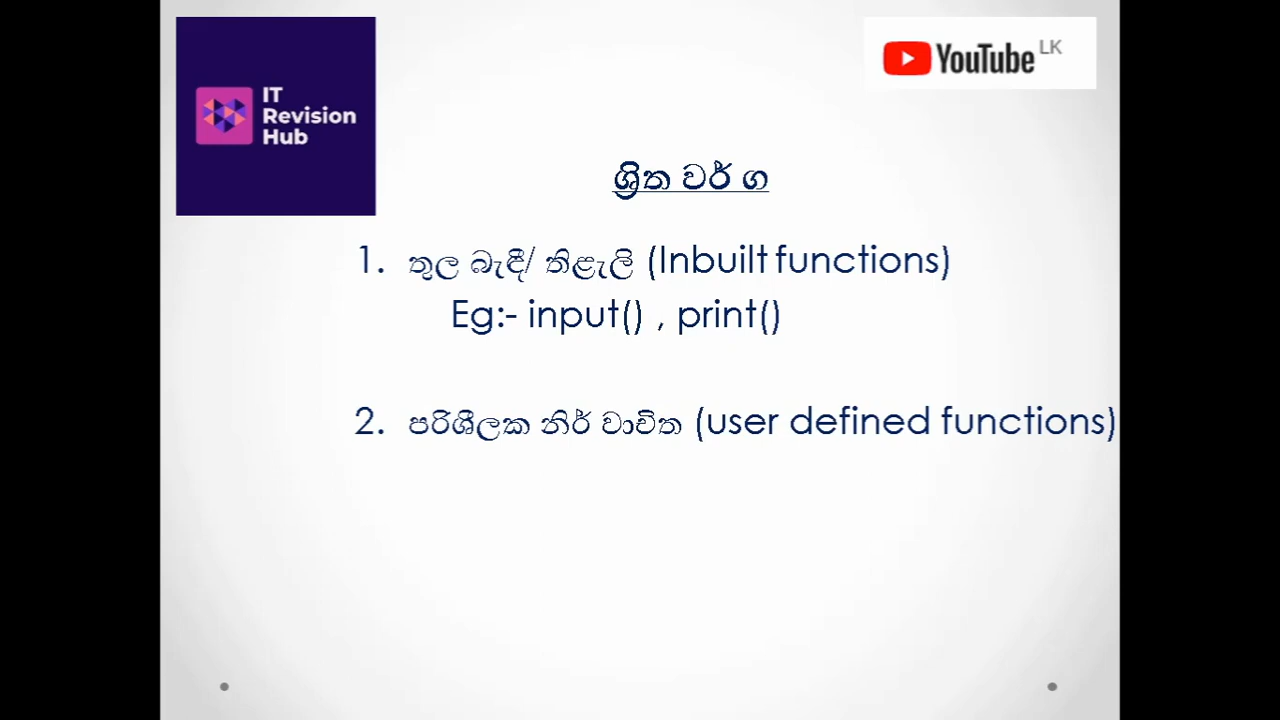 IT
Revision
Hub
YouTube LK
ශ්‍රිත වර් ග
1. තුල බැඳී/ තිළැලි (Inbuilt functions)
Eg:- input() , print()
2. පරිශීලක නිර් වාචිත (user defined functions)